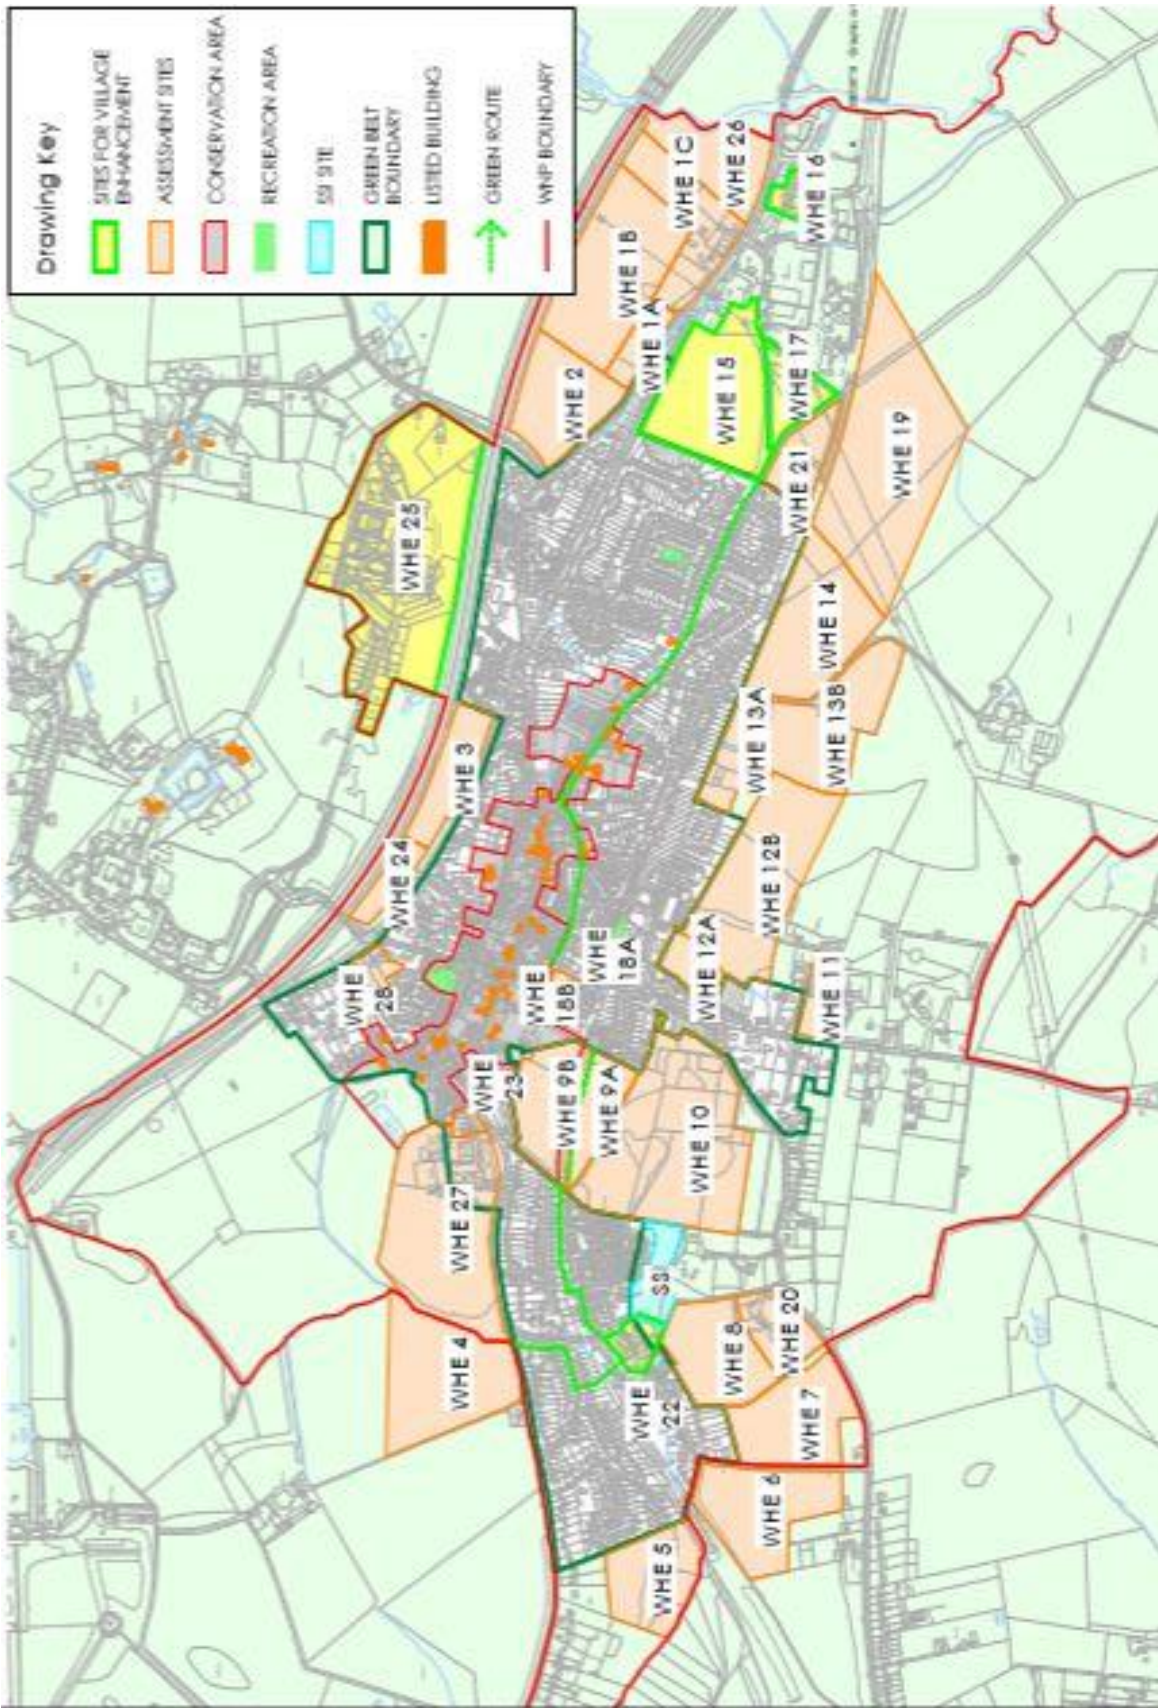 Drawing Key
SITES FOR VILLAGE
ENHANCEMENT
ASSESSMENT SITES
CONSERVATION AREA
RECREATION AREA
SSI SITE
GREEN BELT
BOUNDARY
LISTED BUILDING
GREEN ROUTE
WNP BOUNDARY
WHE 1C
WHE 26
WHE 16
WHE 1B
WHE 1A
WHE 2
WHE 15
WHE 17
WHE 19
WHE 21
WHE 25
WHE 14
WHE 13B
WHE 13A
WHE 3
WHE 12B
WHE 24
WHE
18A
WHE 12A
WHE 11
WHE
28
WHE
18B
WHE
23
WHE 9B
WHE 9A
WHE 10
WHE 27
SSI
WHE 4
WHE 8
WHE 20
WHE
22
WHE 7
WHE 6
WHE 5